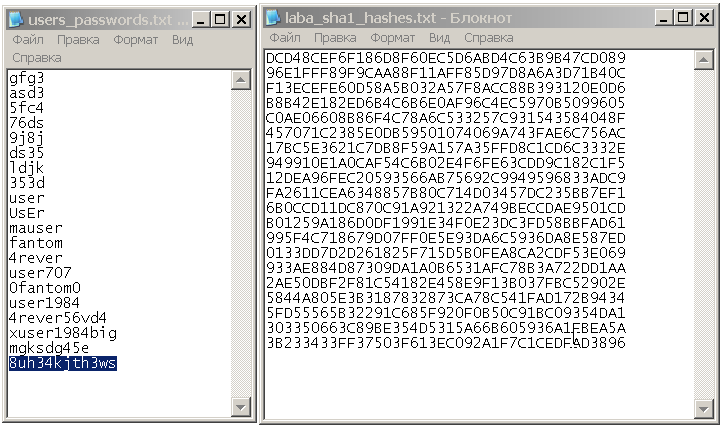 users_passwords.txt ...
Файл Правка Формат Вид
Справка
gfg3
asd3
5fc4
76ds
9j8j
ds35
ldjk
353d
user
UsEr
mauser
fantom
4rever
user707
0fantom0
user1984
4rever56vd4
xuser1984big
mgksdg45e
8uh34kjth3ws
laba_sha1_hashes.txt - Блокнот
Файл Правка Формат Вид Справка
DCD48CEF6F186D8F60EC5D6ABD4C63B9B47CD089
96E1FFF89F9CAA88F11AFF85D97D8A6A3D71B40C
F13ECEFE60D58A5B032A57F8ACC88B393120E0D6
B8B42E182ED6B4C6B6E0AF96C4EC5970B5099605
C0AE06608B86F4C78A6C533257C931543584048F
457071C2385E0DB59501074069A743FAE6C756AC
17BC5E3621C7DB8F59A157A35FFD8C1CD6C3332E
949910E1A0CAF54C6B02E4F6FE63CDD9C182C1F5
12DEA96FEC20593566AB75692C9949596833ADC9
FA2611CEA6348857B80C714D03457DC235BB7EF1
6B0CCD11DC870C91A921322A749BECCDAE9501CD
B01259A186D0DF1991E34F0E23DC3FD58BBFAD61
995F4C718679D07FF0E5E93DA6C5936DA8E587ED
0133DD7D2D261825F715D5B0FEA8CA2CDF53E069
933AE884D87309DA1A0B6531AFC78B3A722DD1AA
2AE50DBF2F81C54182E458E9F13B037FBC52902E
5844A805E3B3187832873CA78C541FAD172B9434
5FD55565B32291C685F920F0B50C91BC09354DA1
303350663C89BE354D5315A66B605936A1FBEA5A
3B233433FF37503F613EC092A1F7C1CEDFAD3896